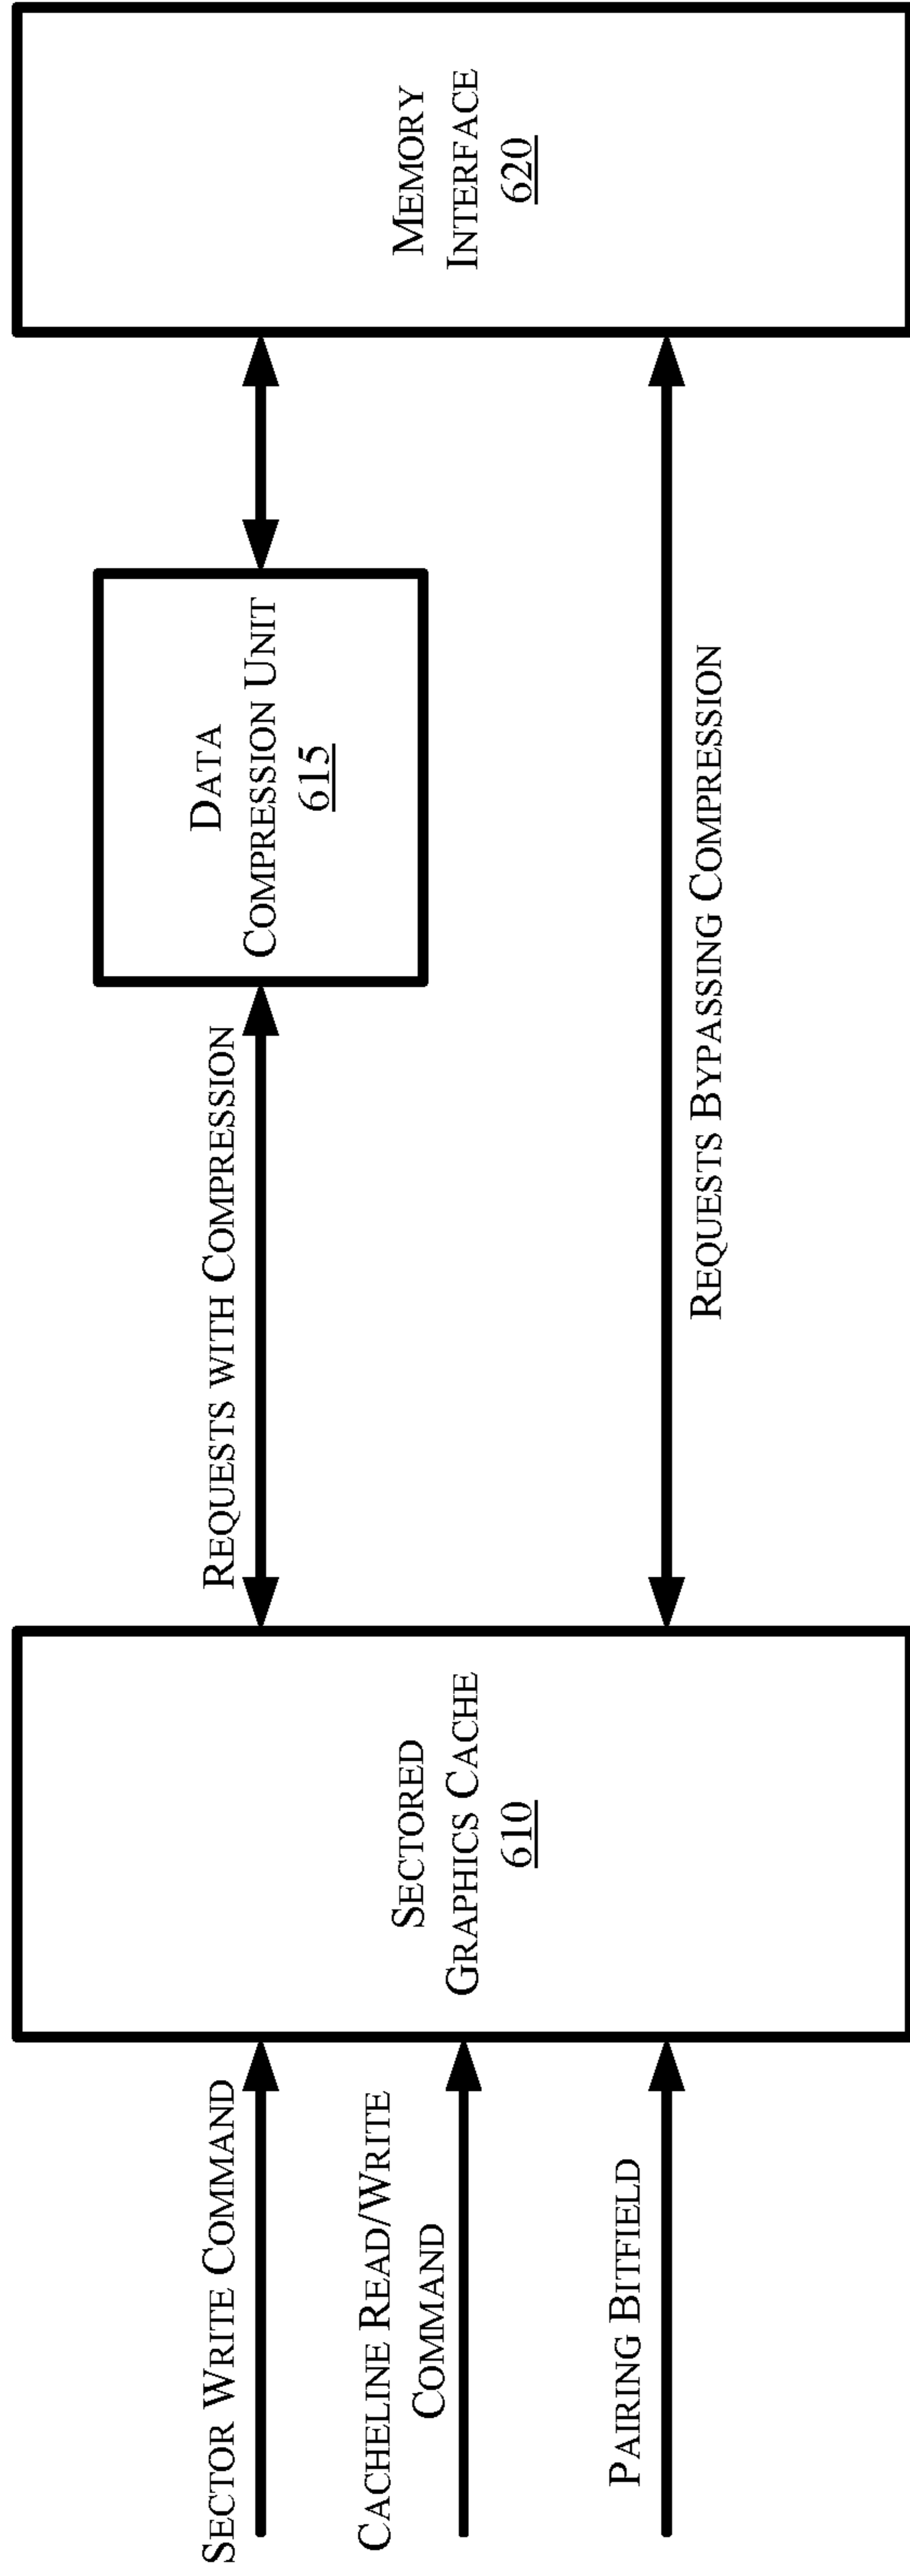 SECTOR WRITE COMMAND
CACHELINE READ/WRITE
COMMAND
PAIRING BITFIELD
SECTORED
GRAPHICS CACHE
610
REQUESTS WITH COMPRESSION
REQUESTS BYPASSING COMPRESSION
DATA
COMPRESSION UNIT
615
MEMORY
INTERFACE
620